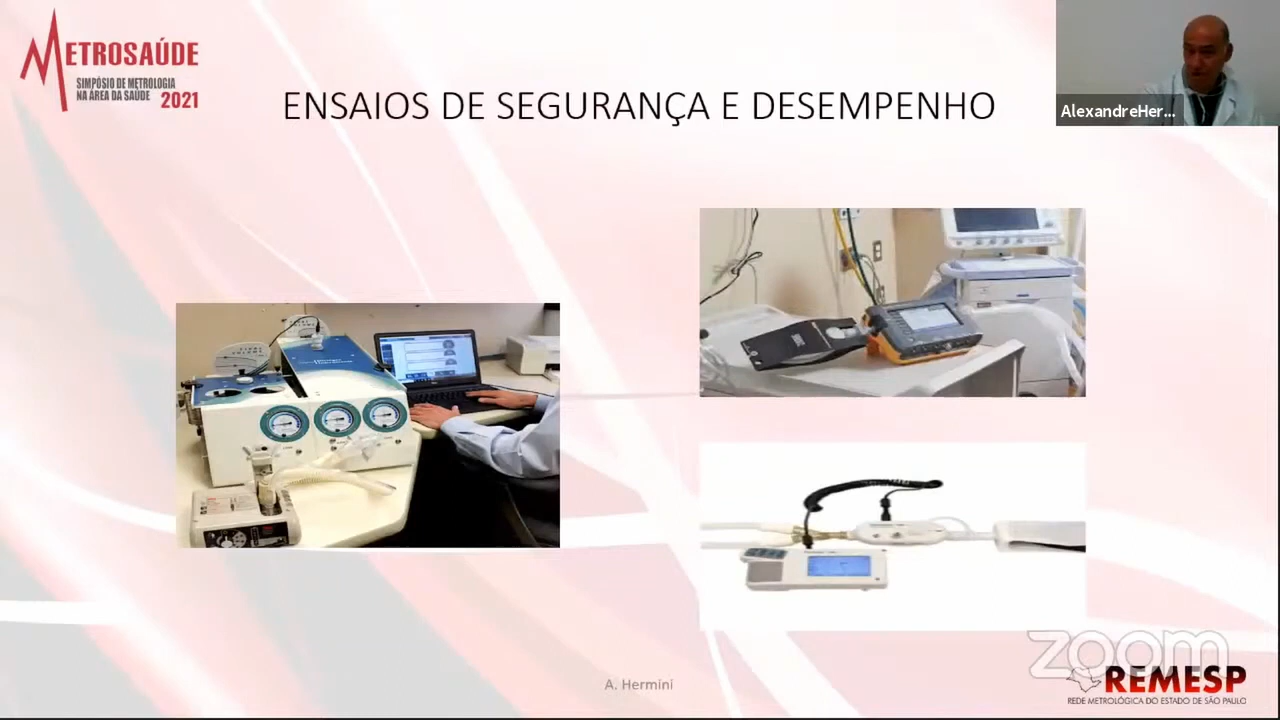 METROSAÚDE
SIMPÓSIO DE METROLOGIA
NA ÁREA DA SAÚDE 2021
ENSAIOS DE SEGURANÇA E DESEMPENHO
AlexandreHer...
A. Hermini
zoom
REMESP
REDE METROLÓGICA DO ESTADO DE SÃO PAULO